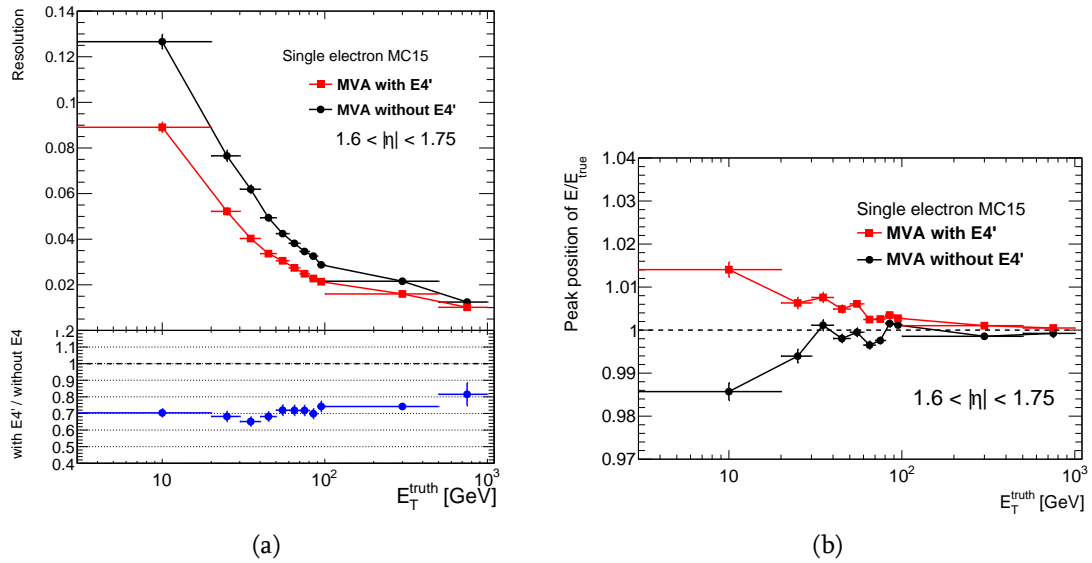 Resolution
0.14
0.12
0.1
0.08
0.06
0.04
0.02
Single electron MC15
MVA with E4'
MVA without E4'
1.6 < |η| < 1.75
with E4' / without E4
1.2
1.1
1
0.9
0.8
0.7
0.6
0.5
0.4
10
10²
10³
E_T^truth [GeV]
(a)
Peak position of E/E_true
1.04
1.03
1.02
1.01
1
0.99
0.98
0.97
Single electron MC15
MVA with E4'
MVA without E4'
1.6 < |η| < 1.75
10
10²
10³
E_T^truth [GeV]
(b)